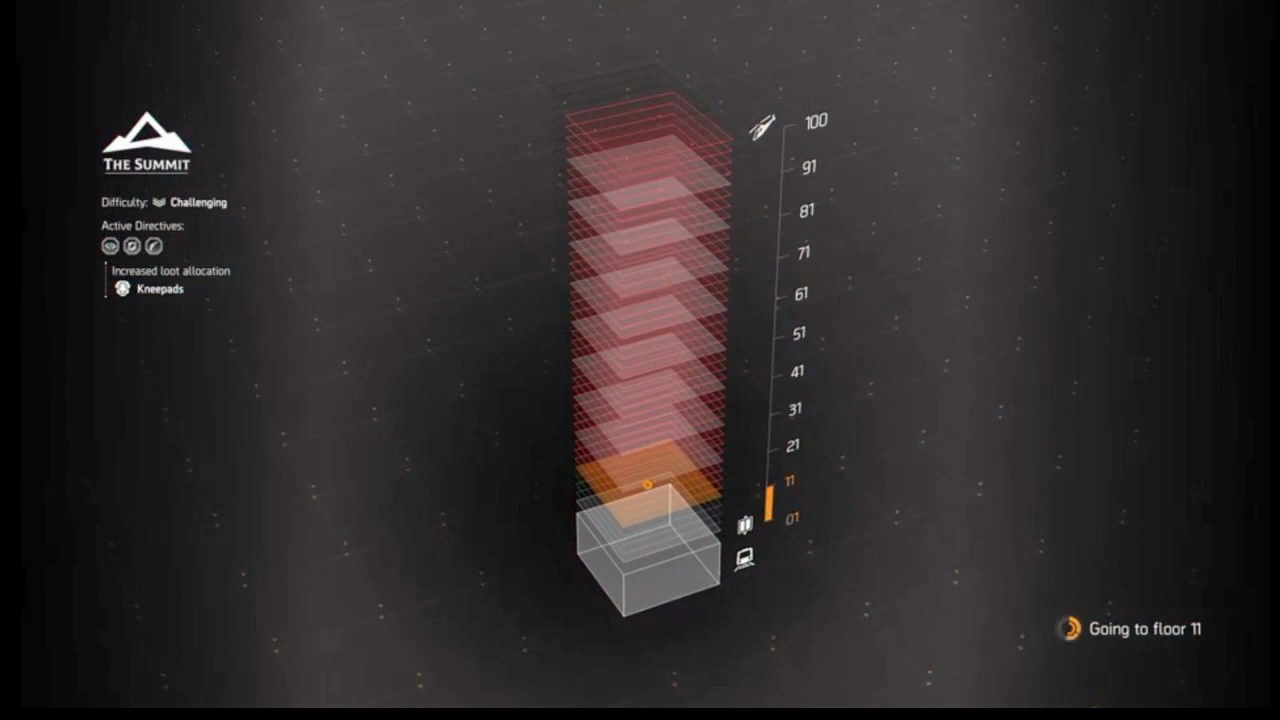 THE SUMMIT
Difficulty: Challenging
Active Directives:
Increased loot allocation
Kneepads
100
91
81
71
61
51
41
31
21
11
01
Going to floor 11